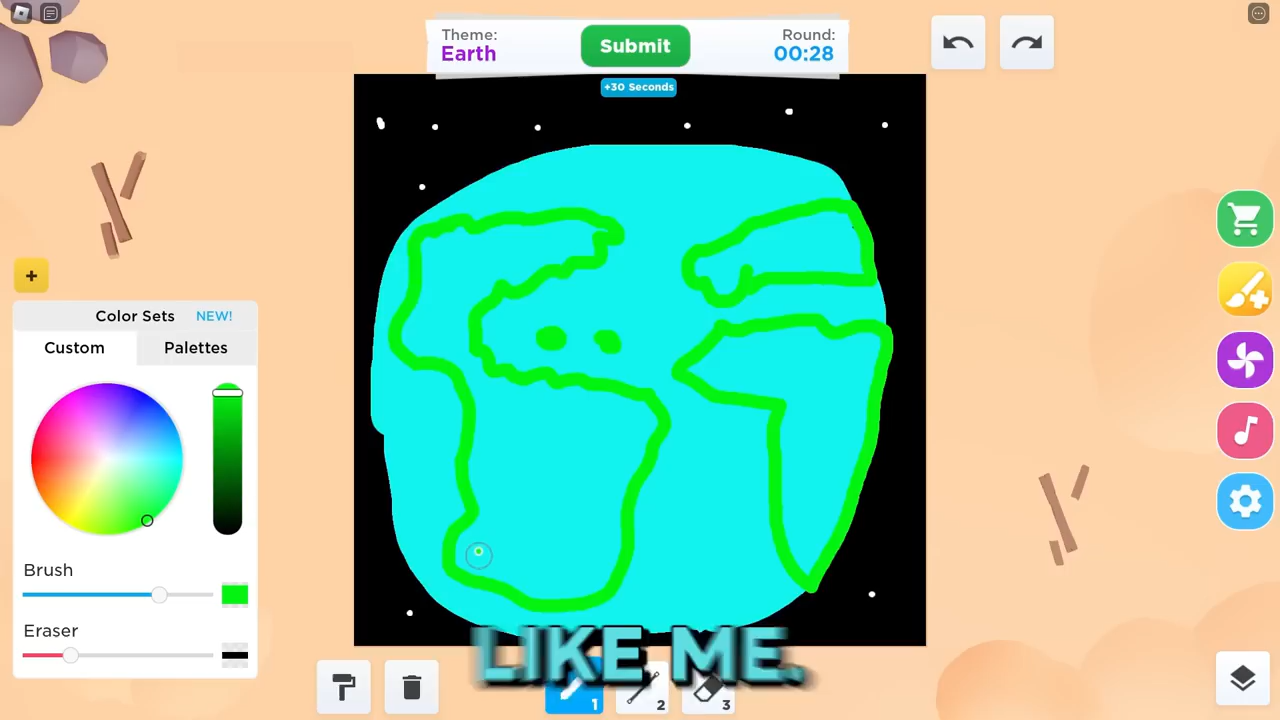 Theme:
Earth
Submit
Round:
00:28
+30 Seconds
+
Color Sets NEW!
Custom Palettes
Brush
Eraser
LIKE ME.
1
2
3